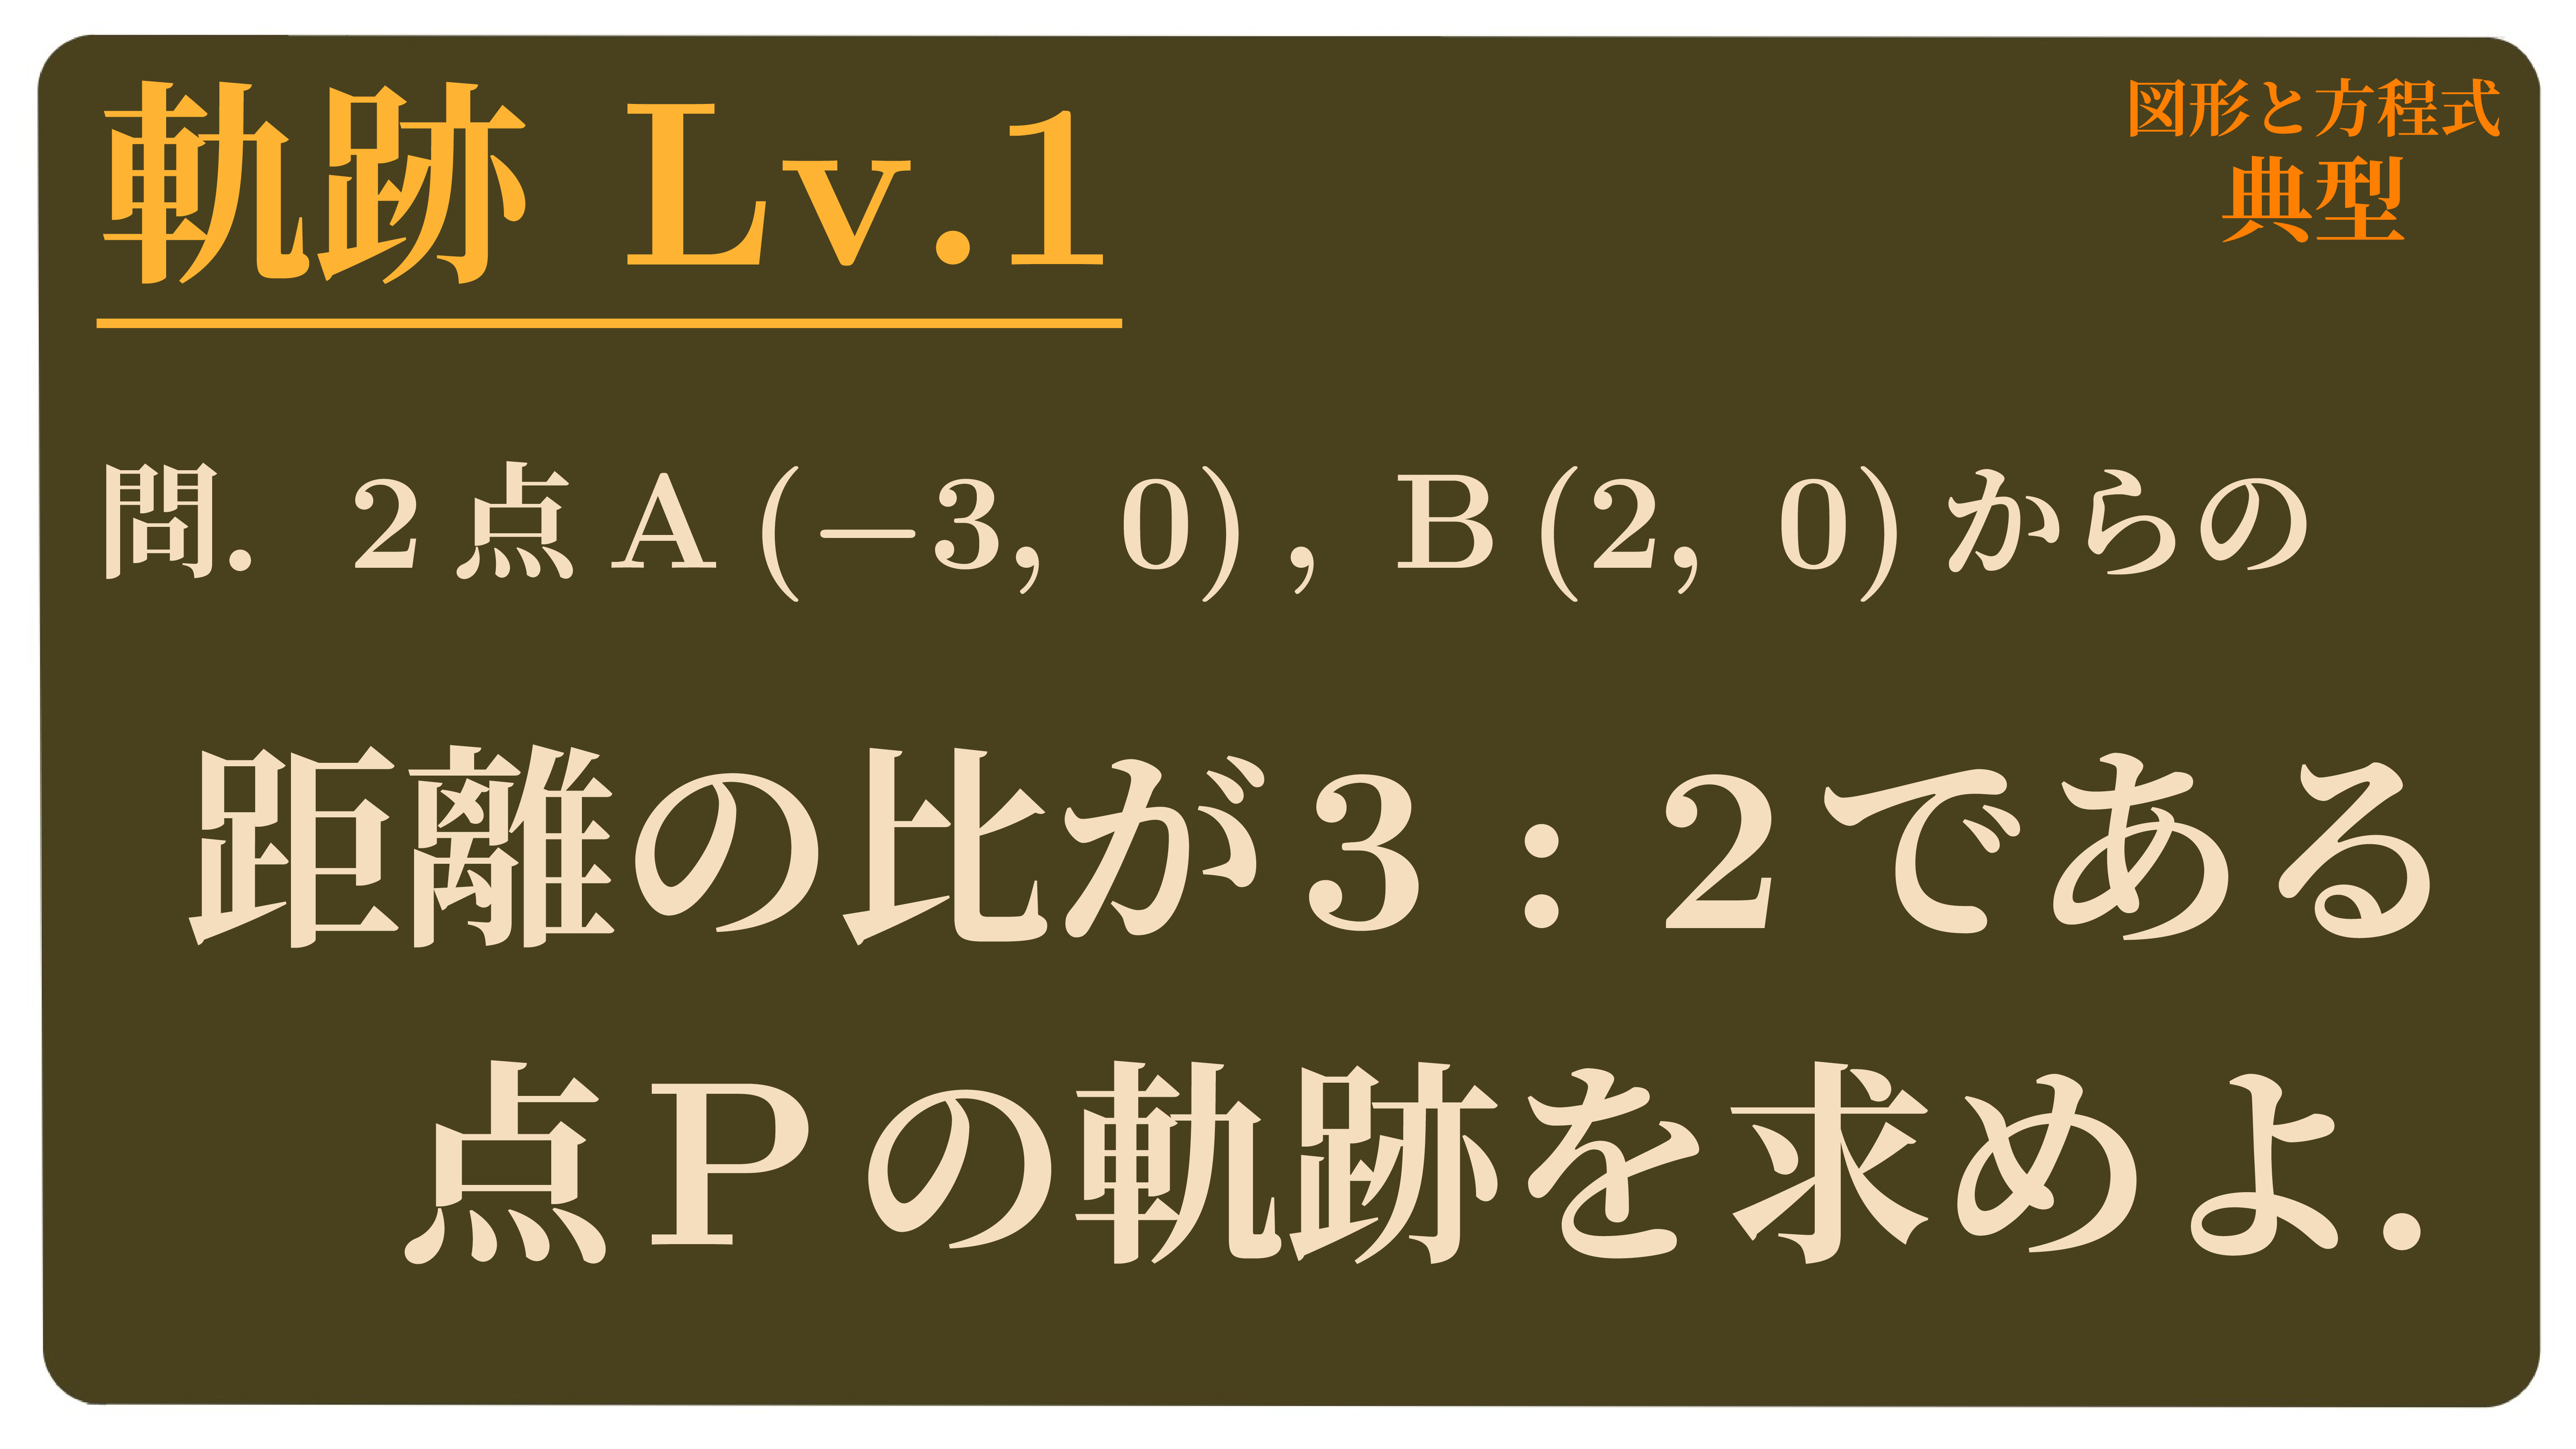 軌跡 Lv.1
図形と方程式
典型
問. 2点A(−3, 0), B(2, 0)からの
距離の比が3:2である
点Pの軌跡を求めよ.